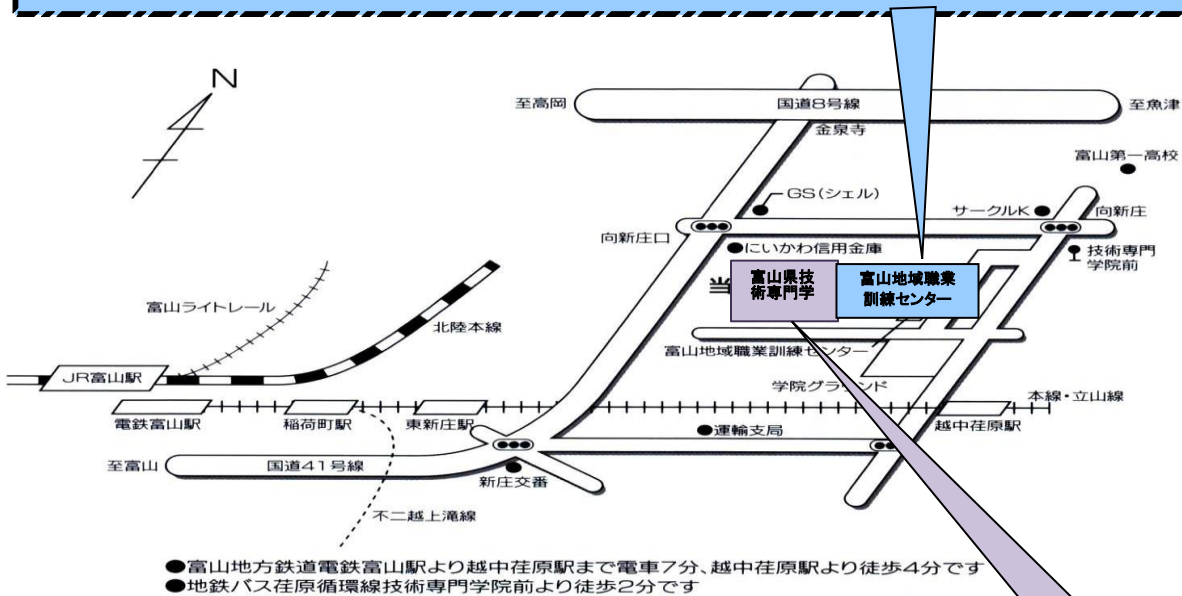 N
至高岡
国道8号線
至魚津
金泉寺
富山第一高校
GS(シェル)
サークルK
向新庄
向新庄口
にいかわ信用金庫
技術専門
学院前
富山県技
術専門学
富山地域職業
訓練センター
富山ライトレール
北陸本線
富山地域職業訓練センター
JR富山駅
学院グラウンド
本線・立山線
電鉄富山駅
稲荷町駅
東新庄駅
越中荏原駅
●運輸支局
至富山
国道41号線
新庄交番
不二越上滝線
●富山地方鉄道電鉄富山駅より越中荏原駅まで電車7分、越中荏原駅より徒歩4分です
●地鉄バス荏原循環線技術専門学院前より徒歩2分です